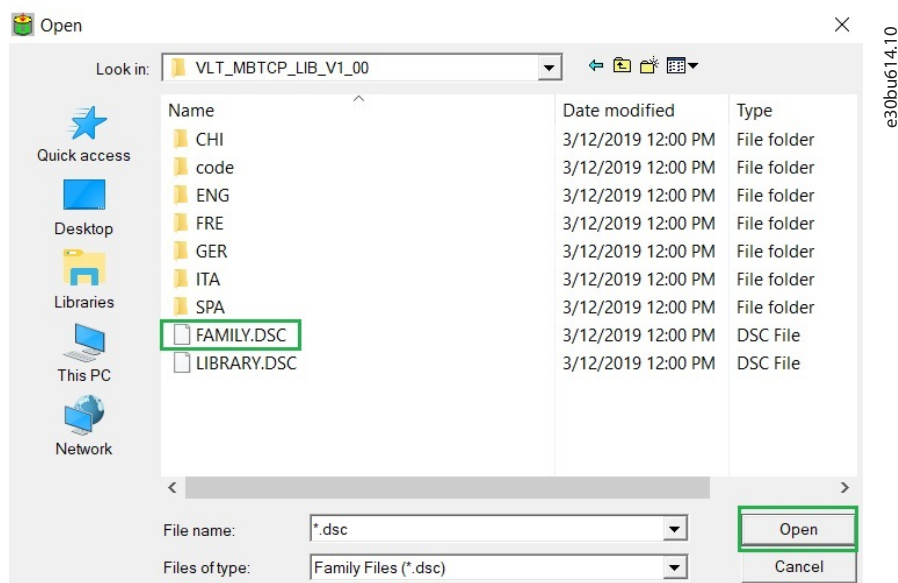 Open
Look in: VLT_MBTCP_LIB_V1_00
Name Date modified Type
CHI 3/12/2019 12:00 PM File folder
code 3/12/2019 12:00 PM File folder
ENG 3/12/2019 12:00 PM File folder
FRE 3/12/2019 12:00 PM File folder
GER 3/12/2019 12:00 PM File folder
ITA 3/12/2019 12:00 PM File folder
SPA 3/12/2019 12:00 PM File folder
FAMILY.DSC 3/12/2019 12:00 PM DSC File
LIBRARY.DSC 3/12/2019 12:00 PM DSC File
Quick access
Desktop
Libraries
This PC
Network
File name: *.dsc Open
Files of type: Family Files (*.dsc) Cancel
e30bu614.10